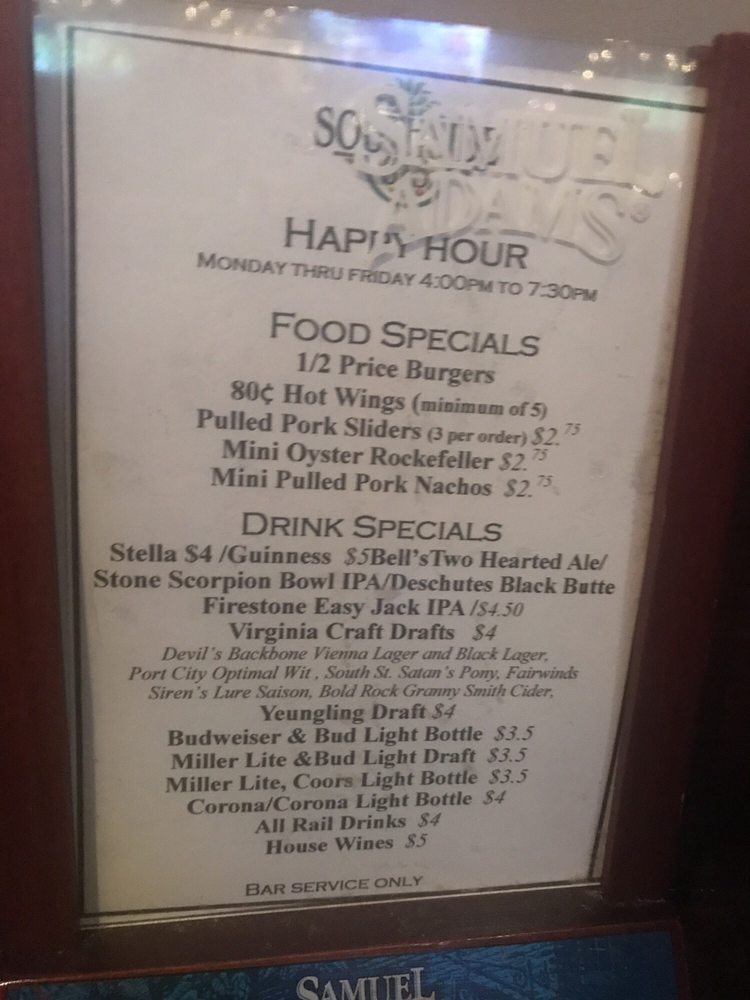 SAMUEL
ADAMS®
HAPPY HOUR
MONDAY THRU FRIDAY 4:00PM TO 7:30PM
FOOD SPECIALS
1/2 Price Burgers
80¢ Hot Wings (minimum of 5)
Pulled Pork Sliders (3 per order) $2.75
Mini Oyster Rockefeller $2.75
Mini Pulled Pork Nachos $2.75
DRINK SPECIALS
Stella $4 /Guinness $5Bell'sTwo Hearted Ale/
Stone Scorpion Bowl IPA/Deschutes Black Butte
Firestone Easy Jack IPA /$4.50
Virginia Craft Drafts $4
Devil's Backbone Vienna Lager and Black Lager,
Port City Optimal Wit , South St. Satan's Pony, Fairwinds
Siren's Lure Saison, Bold Rock Granny Smith Cider,
Yeungling Draft $4
Budweiser & Bud Light Bottle $3.5
Miller Lite &Bud Light Draft $3.5
Miller Lite, Coors Light Bottle $3.5
Corona/Corona Light Bottle $4
All Rail Drinks $4
House Wines $5
BAR SERVICE ONLY
SAMUEL